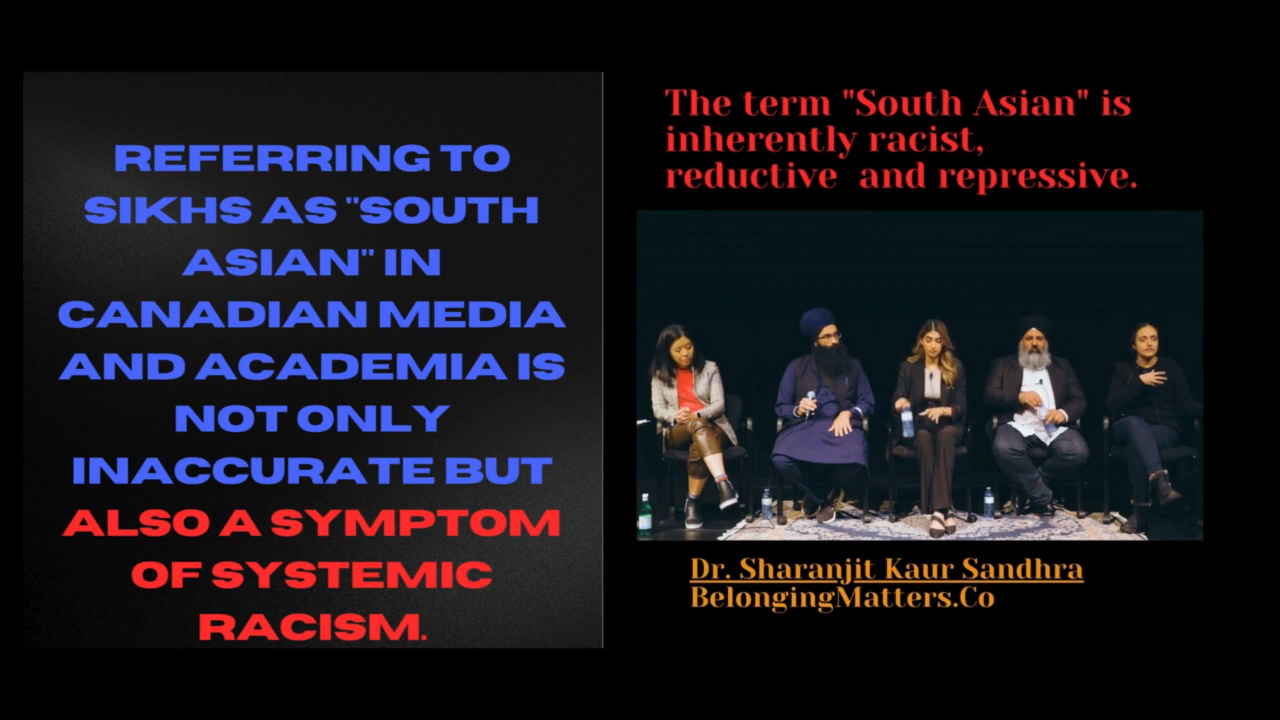 REFERRING TO
SIKHS AS "SOUTH
ASIAN" IN
CANADIAN MEDIA
AND ACADEMIA IS
NOT ONLY
INACCURATE BUT
ALSO A SYMPTOM
OF SYSTEMIC
RACISM.
The term "South Asian" is
inherently racist,
reductive and repressive.
Dr. Sharanjit Kaur Sandhra
BelongingMatters.Co